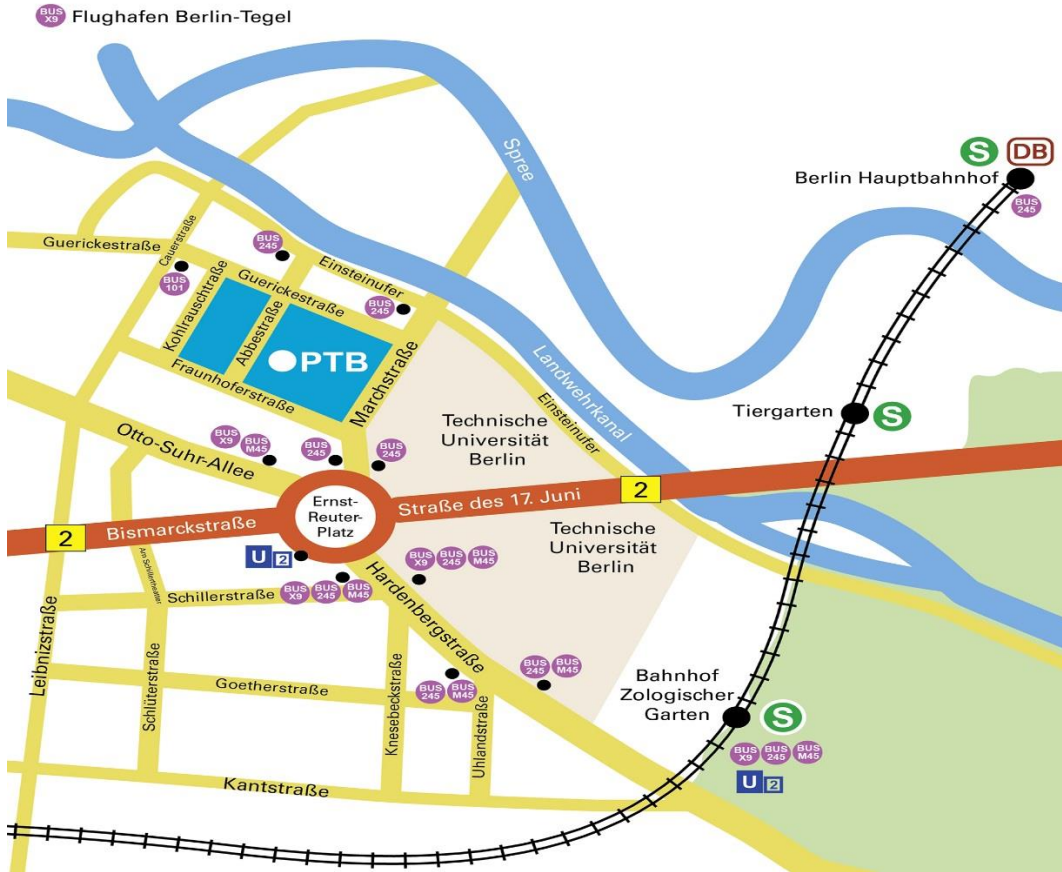 BUS X9 Flughafen Berlin-Tegel
Spree
S DB
Berlin Hauptbahnhof
BUS 245
Guerickestraße
Cauerstraße
BUS 245
Einsteinufer
BUS 101
Guerickestraße
BUS 245
Kohlrauschtraße
Abbestraße
PTB
Fraunhoferstraße
Marchstraße
Landwehrkanal
Einsteinufer
Tiergarten S
Technische
Universität
Berlin
Otto-Suhr-Allee
BUS X9 BUS M45
BUS 245
BUS 245
Ernst-
Reuter-
Platz
Straße des 17. Juni
2
2
Bismarckstraße
Technische
Universität
Berlin
U 2
Am Schillertheater
BUS X9 BUS 245 BUS M45
Schillerstraße
BUS X9 BUS 245 BUS M45
Hardenbergstraße
Leibnizstraße
Schlüterstraße
Goetherstraße
Knesebeckstraße
BUS 245 BUS M45
BUS 245 BUS M45
Uhlandstraße
Bahnhof
Zologischer
Garten
S
BUS X9 BUS 245 BUS M45
U 2
Kantstraße